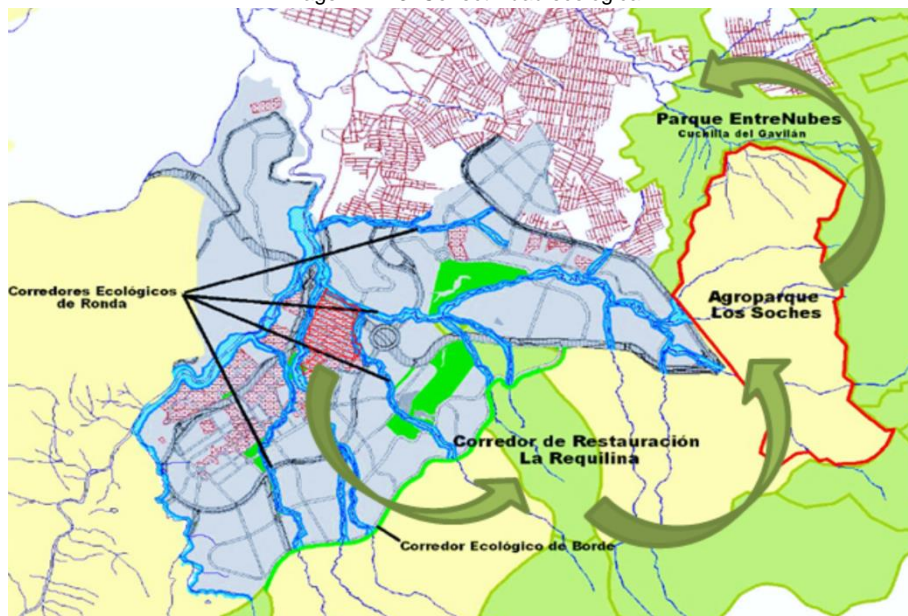 Parque EntreNubes
Cuchilla del Gavilán
Corredores Ecológicos
de Ronda
Agroparque
Los Soches
Corredor de Restauración
La Requilina
Corredor Ecológico de Borde